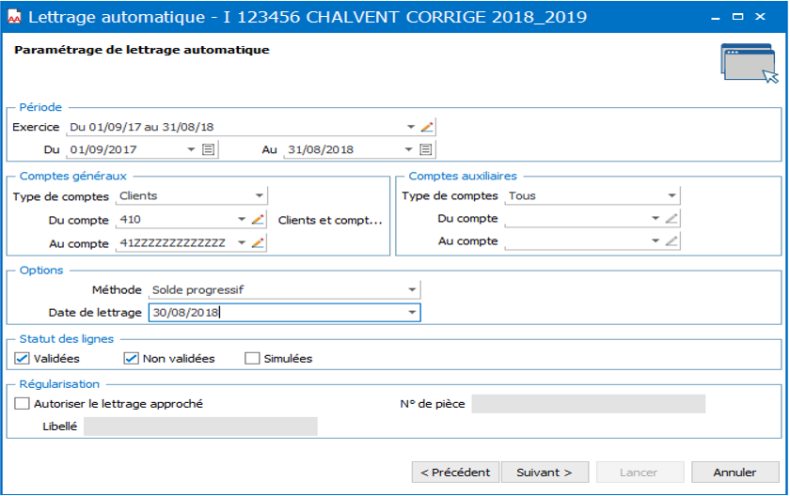 Lettrage automatique - I 123456 CHALVENT CORRIGE 2018_2019
Paramétrage de lettrage automatique
Période
Exercice Du 01/09/17 au 31/08/18
Du 01/09/2017 Au 31/08/2018
Comptes généraux
Type de comptes Clients
Du compte 410 Clients et compt...
Au compte 41ZZZZZZZZZZZZZ
Comptes auxiliaires
Type de comptes Tous
Du compte
Au compte
Options
Méthode Solde progressif
Date de lettrage 30/08/2018
Statut des lignes
Validées Non validées Simulées
Régularisation
Autoriser le lettrage approché N° de pièce
Libellé
< Précédent Suivant > Lancer Annuler